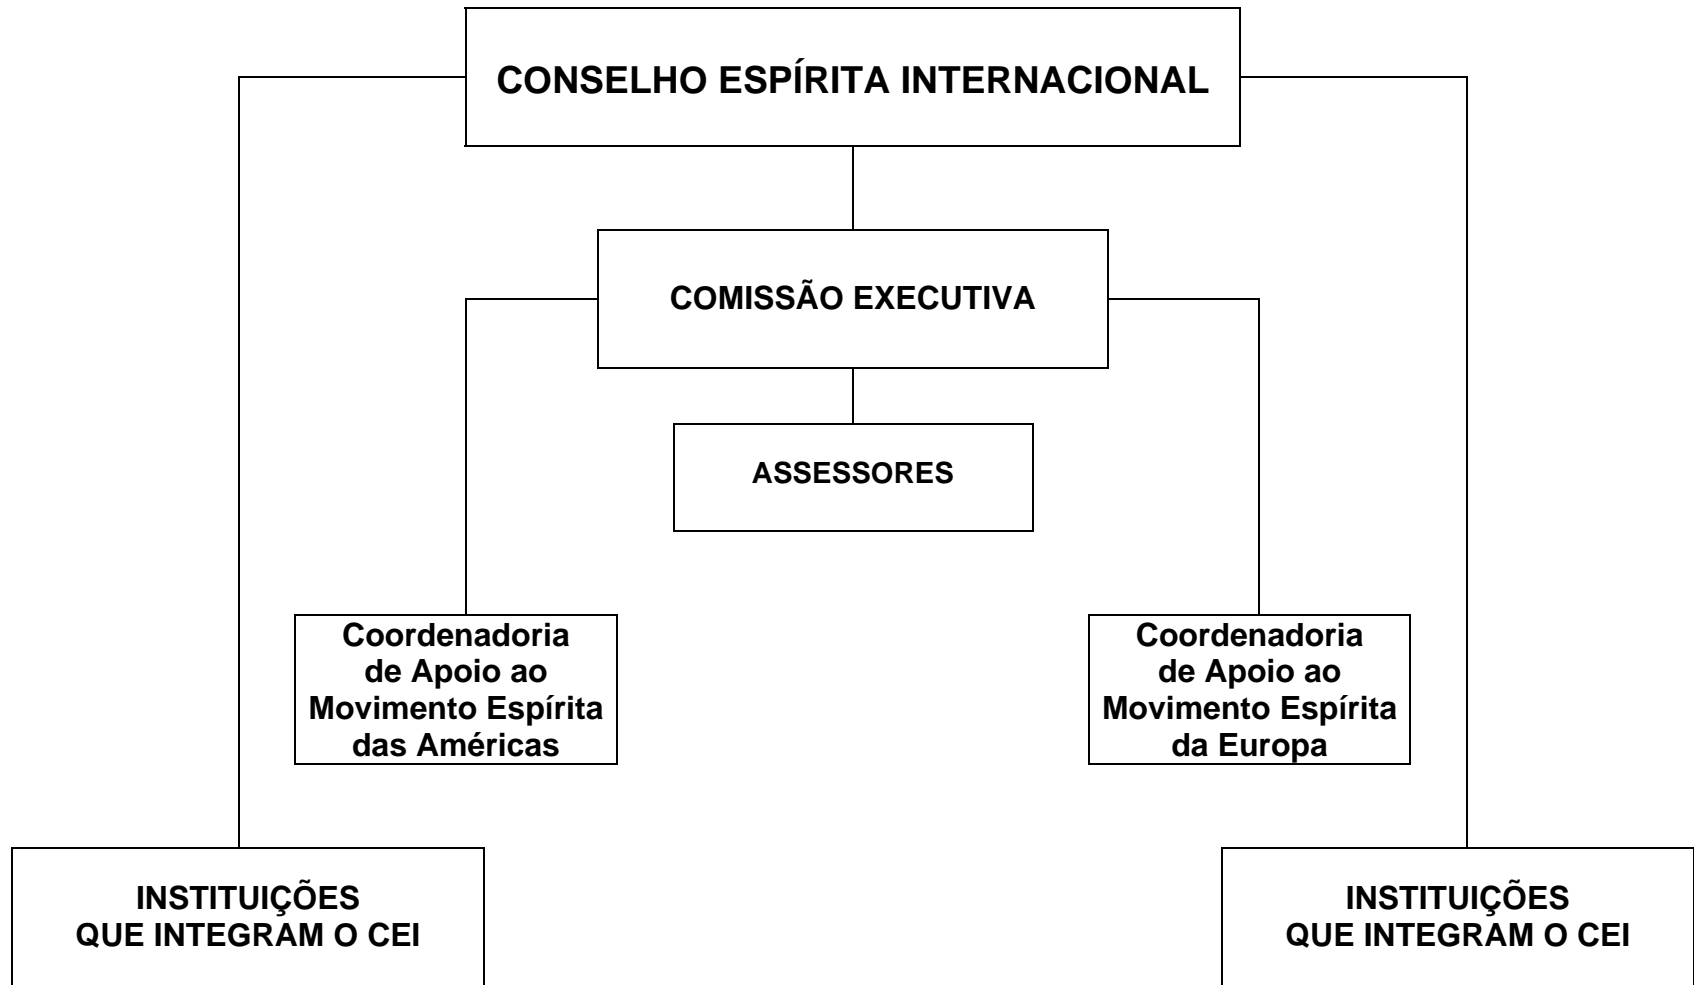 CONSELHO ESPÍRITA INTERNACIONAL
COMISSÃO EXECUTIVA
ASSESSORES
Coordenadoria
de Apoio ao
Movimento Espírita
das Américas
Coordenadoria
de Apoio ao
Movimento Espírita
da Europa
INSTITUIÇÕES
QUE INTEGRAM O CEI
INSTITUIÇÕES
QUE INTEGRAM O CEI